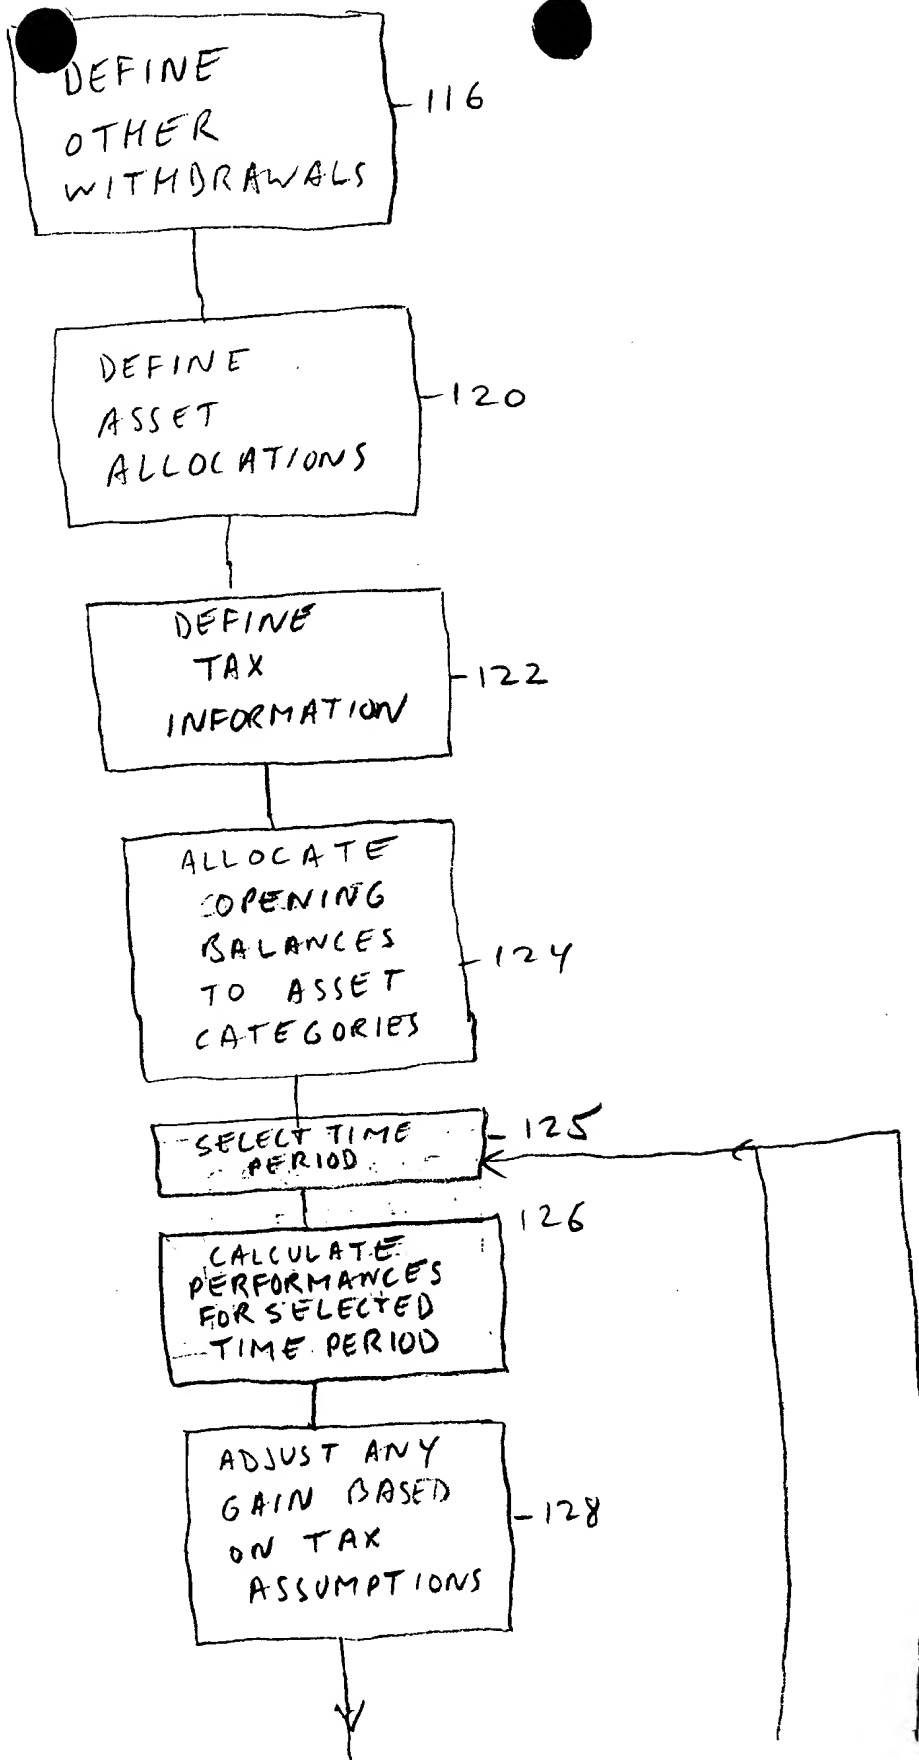 DEFINE
OTHER
WITHDRAWALS
116
DEFINE
ASSET
ALLOCATIONS
120
DEFINE
TAX
INFORMATION
122
ALLOCATE
OPENING
BALANCES
TO ASSET
CATEGORIES
124
SELECT TIME
PERIOD
125
126
CALCULATE
PERFORMANCES
FOR SELECTED
TIME PERIOD
ADJUST ANY
GAIN BASED
ON TAX
ASSUMPTIONS
128